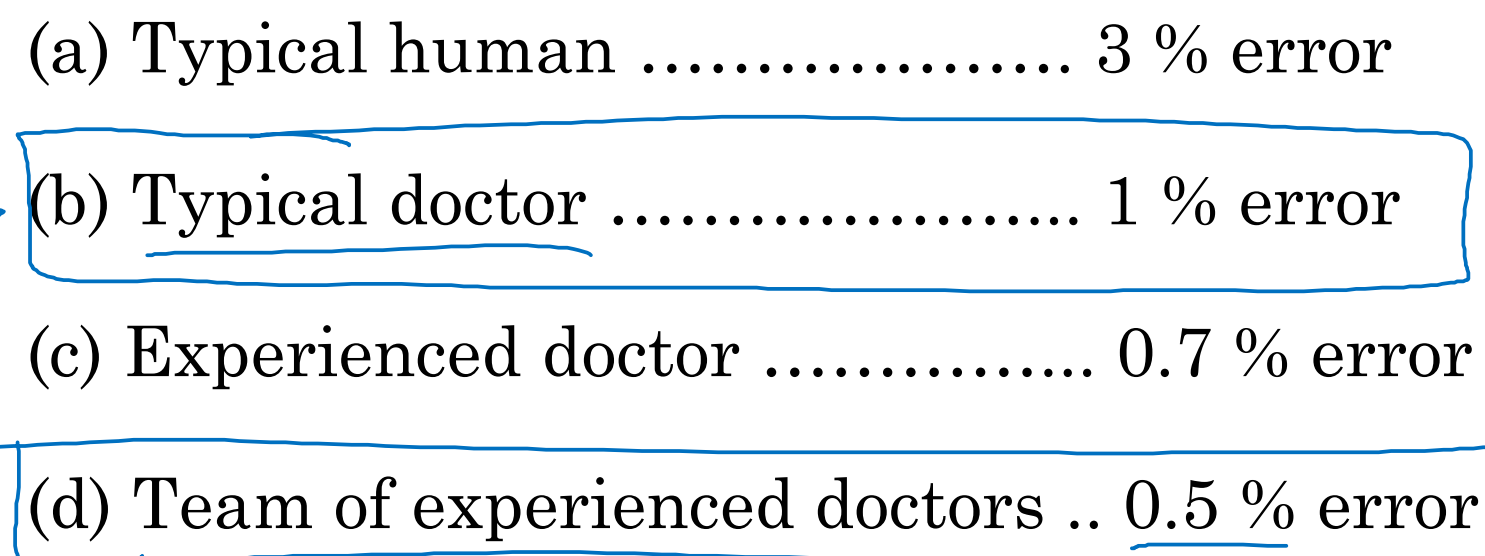 (a) Typical human ................... 3 % error
(b) Typical doctor ..................... 1 % error
(c) Experienced doctor ............... 0.7 % error
(d) Team of experienced doctors .. 0.5 % error